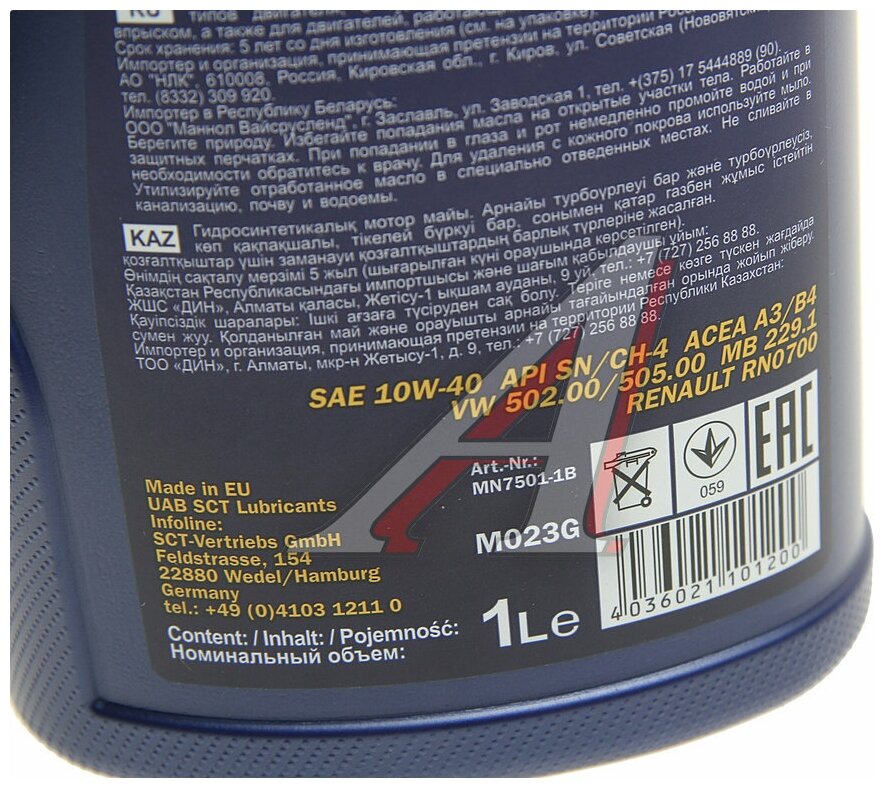 RU типов двигателей,
впрыском, а также для двигателей, работающих
Срок хранения: 5 лет со дня изготовления (см. на упаковке).
Импортер и организация, принимающая претензии на территории России:
АО "НЛК", 610008, Россия, Кировская обл., г. Киров, ул. Советская (Нововятский
тел. (8332) 309 920.
Импортер в Республику Беларусь:
ООО "Маннол Вайсрусленд", г. Заславль, ул. Заводская 1, тел. +(375) 17 5444889 (90).
Берегите природу. Избегайте попадания масла на открытые участки тела. Работайте в
защитных перчатках. При попадании в глаза и рот немедленно промойте водой и при
необходимости обратитесь к врачу. Для удаления с кожного покрова используйте мыло.
Утилизируйте отработанное масло в специально отведенных местах. Не сливайте в
канализацию, почву и водоемы.
KAZ Гидросинтетикалық мотор майы. Арнайы турбоүрлеуі бар және турбоүрлеусіз,
көп қақпақшалы, тікелей бүркуі бар, сонымен қатар газбен жұмыс істейтін
қозғалтқыштар үшін заманауи қозғалтқыштардың барлық түрлеріне жасалған.
Өнімдің сақталу мерзімі 5 жыл (шығарылған күні ораушында көрсетілген).
Қазақстан Республикасындағы импортшысы және шағым қабылдаушы ұйым:
ЖШС «ДИН», Алматы қаласы, Жетісу-1 ықшам ауданы, 9 үй, тел.: +7 (727) 256 88 88.
Қауіпсіздік шаралары: Ішкі ағзаға түсіруден сақ болу, теріге немесе көзге түскен жағдайда
сумен жуу. Қолданылған май және ораушты арнайы тағайындалған орында жойып жіберу.
Импортер и организация, принимающая претензии на территории Республики Казахстан:
ТОО «ДИН», г. Алматы, мкр-н Жетысу-1, д. 9, тел.: +7 (727) 256 88 88.
SAE 10W-40 API SN/CH-4 ACEA A3/B4
VW 502.00/505.00 MB 229.1
RENAULT RN0700
Made in EU
UAB SCT Lubricants
Infoline:
SCT-Vertriebs GmbH
Feldstrasse, 154
22880 Wedel/Hamburg
Germany
tel.: +49 (0)4103 1211 0
Art.-Nr.:
MN7501-1B
M023G
059
EAC
4036021101200
Content: / Inhalt: / Pojemność:
Номинальный объем:
1Le